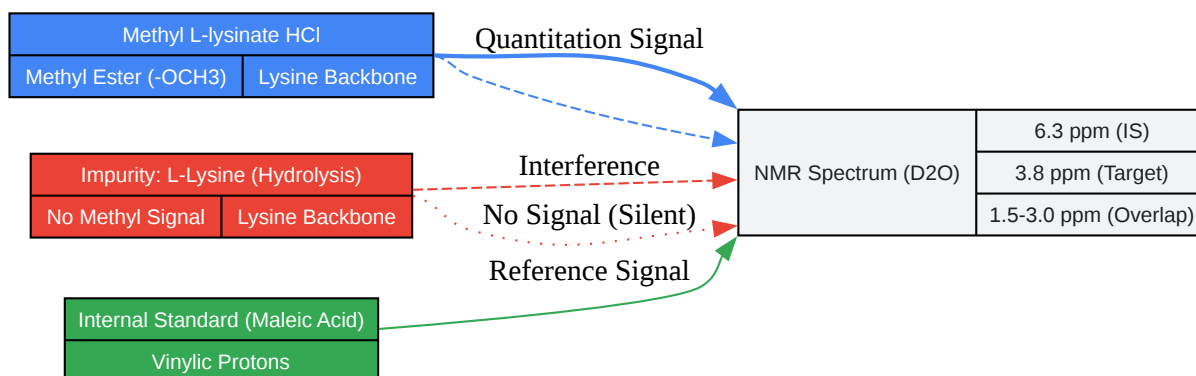 Methyl L-lysinate HCl
Methyl Ester (-OCH3)
Lysine Backbone
Quantitation Signal
Impurity: L-Lysine (Hydrolysis)
No Methyl Signal
Lysine Backbone
Interference
No Signal (Silent)
Reference Signal
Internal Standard (Maleic Acid)
Vinylic Protons
NMR Spectrum (D2O)
6.3 ppm (IS)
3.8 ppm (Target)
1.5-3.0 ppm (Overlap)